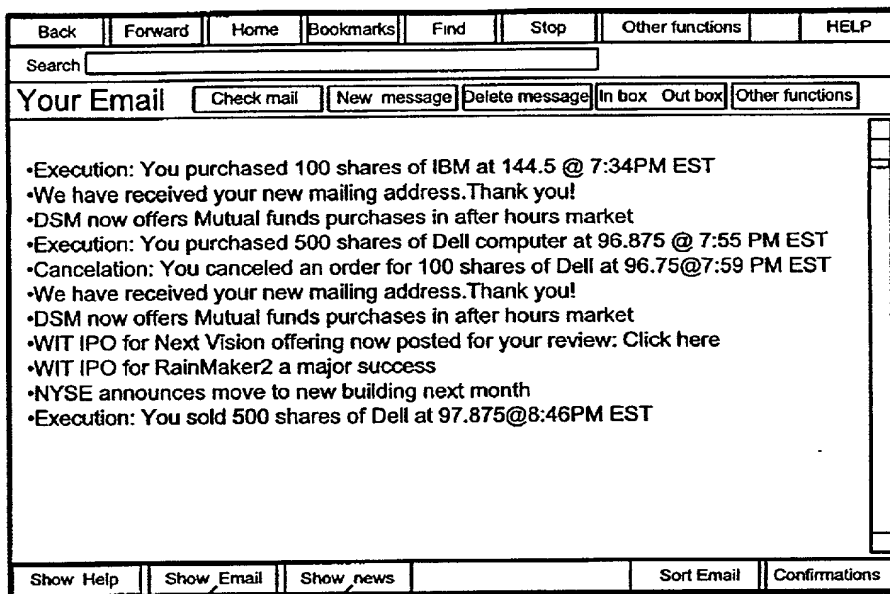 Back Forward Home Bookmarks Find Stop Other functions HELP
Search
Your Email Check mail New message Delete message In box Out box Other functions
•Execution: You purchased 100 shares of IBM at 144.5 @ 7:34PM EST
•We have received your new mailing address.Thank you!
•DSM now offers Mutual funds purchases in after hours market
•Execution: You purchased 500 shares of Dell computer at 96.875 @ 7:55 PM EST
•Cancelation: You canceled an order for 100 shares of Dell at 96.75@7:59 PM EST
•We have received your new mailing address.Thank you!
•DSM now offers Mutual funds purchases in after hours market
•WIT IPO for Next Vision offering now posted for your review: Click here
•WIT IPO for RainMaker2 a major success
•NYSE announces move to new building next month
•Execution: You sold 500 shares of Dell at 97.875@8:46PM EST
Show Help Show Email Show news Sort Email Confirmations